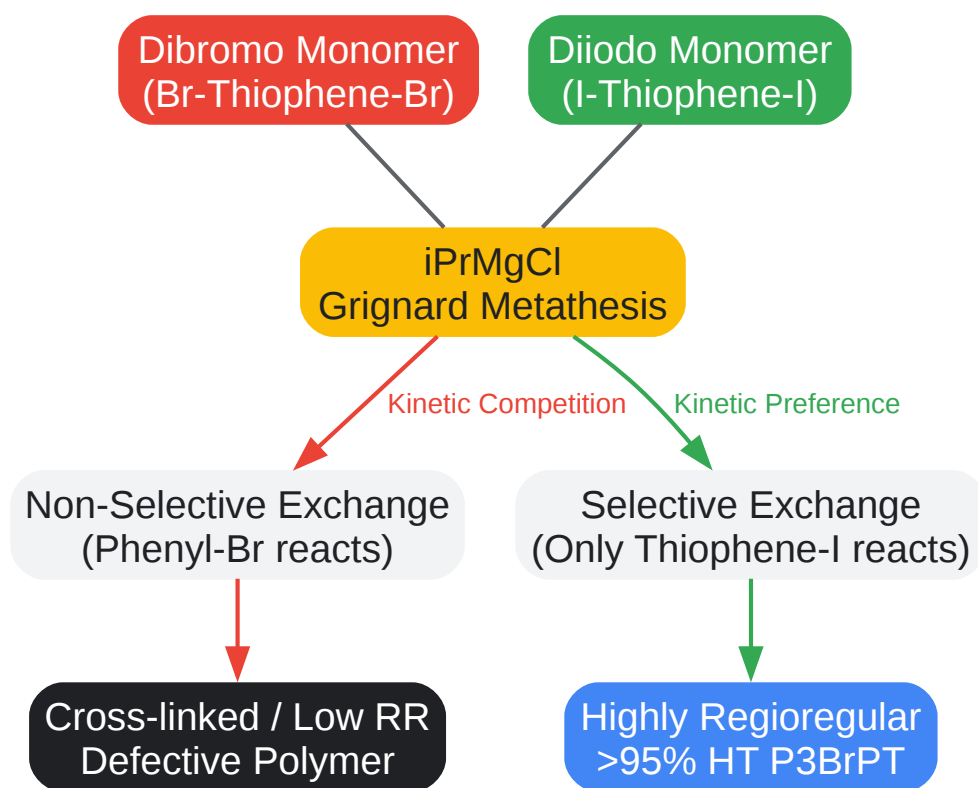 Dibromo Monomer
(Br-Thiophene-Br)
Diiodo Monomer
(I-Thiophene-I)
iPrMgCl
Grignard Metathesis
Kinetic Competition
Kinetic Preference
Non-Selective Exchange
(Phenyl-Br reacts)
Selective Exchange
(Only Thiophene-I reacts)
Cross-linked / Low RR
Defective Polymer
Highly Regioregular
>95% HT P3BrPT